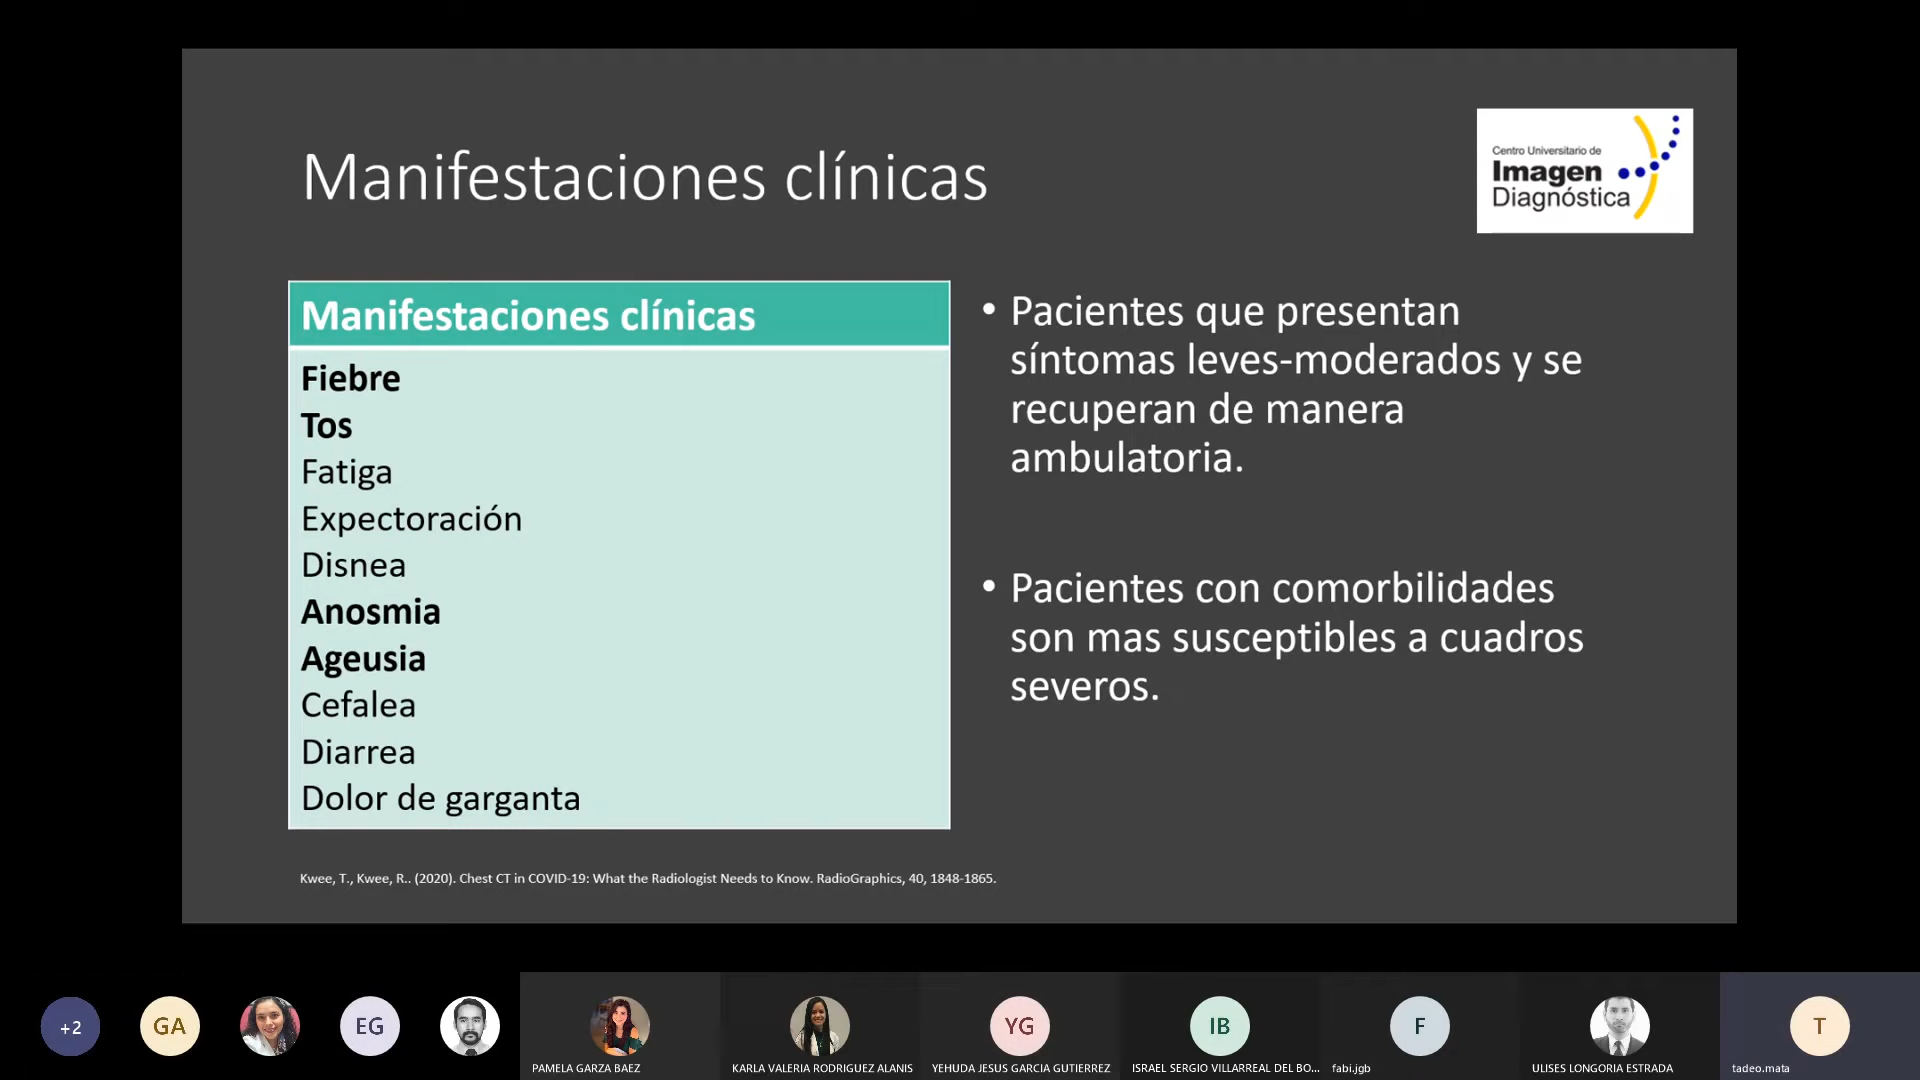 Manifestaciones clínicas
Centro Universitario de
Imagen
Diagnóstica
Manifestaciones clínicas
Fiebre
Tos
Fatiga
Expectoración
Disnea
Anosmia
Ageusia
Cefalea
Diarrea
Dolor de garganta
• Pacientes que presentan
síntomas leves-moderados y se
recuperan de manera
ambulatoria.
• Pacientes con comorbilidades
son mas susceptibles a cuadros
severos.
Kwee, T., Kwee, R.. (2020). Chest CT in COVID-19: What the Radiologist Needs to Know. RadioGraphics, 40, 1848-1865.
+2
GA
EG
YG
IB
F
T
PAMELA GARZA BAEZ
KARLA VALERIA RODRIGUEZ ALANIS
YEHUDA JESUS GARCIA GUTIERREZ
ISRAEL SERGIO VILLARREAL DEL BO...
fabi.jgb
ULISES LONGORIA ESTRADA
tadeo.mata